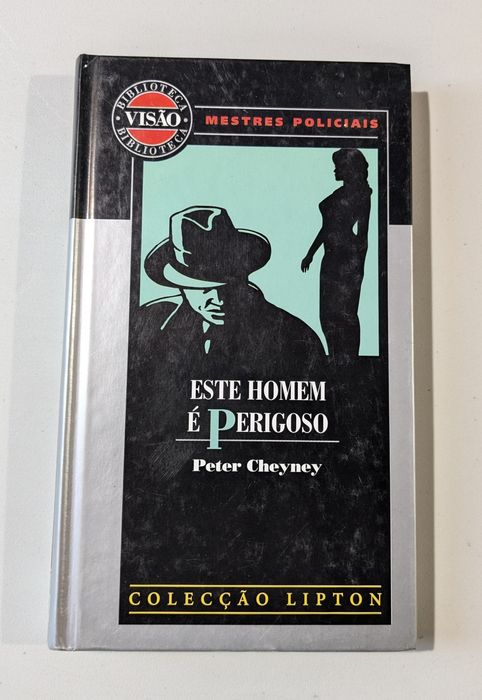 BIBLIOTECA
VISÃO
BIBLIOTECA
MESTRES POLICIAIS
ESTE HOMEM
É PERIGOSO
Peter Cheyney
COLECÇÃO LIPTON